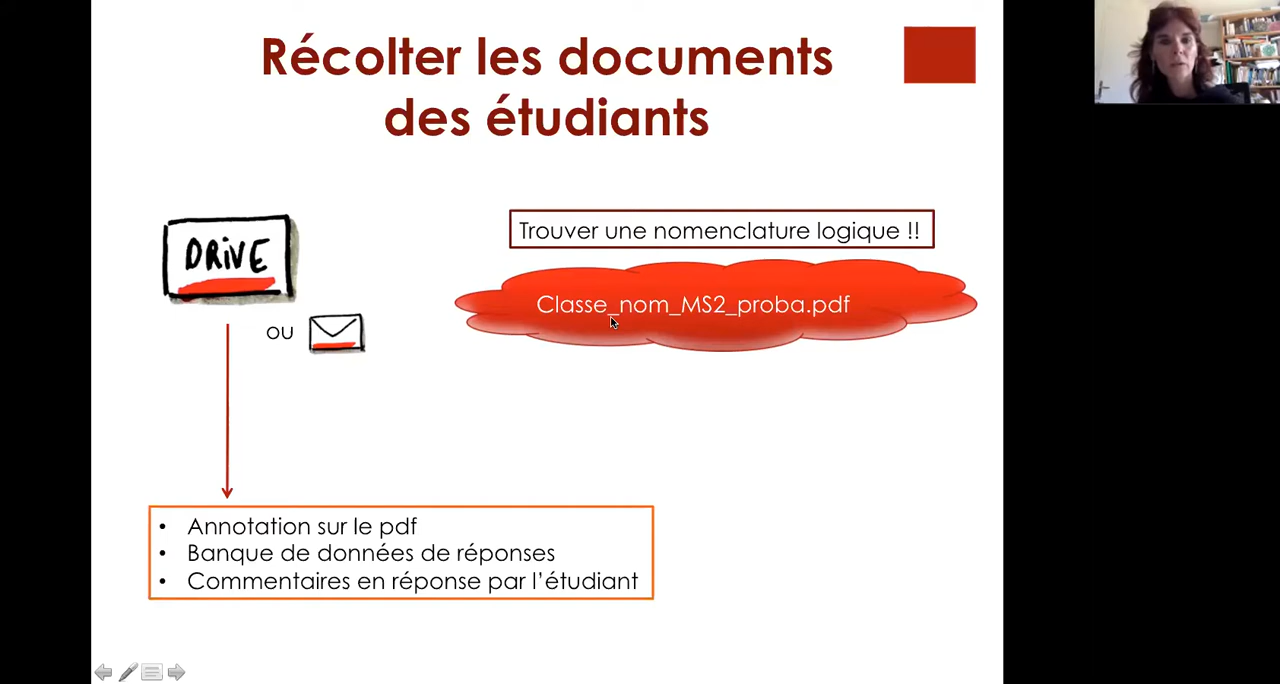 Récolter les documents
des étudiants
DRiVE
ou
Trouver une nomenclature logique !!
Classe_nom_MS2_proba.pdf
• Annotation sur le pdf
• Banque de données de réponses
• Commentaires en réponse par l’étudiant